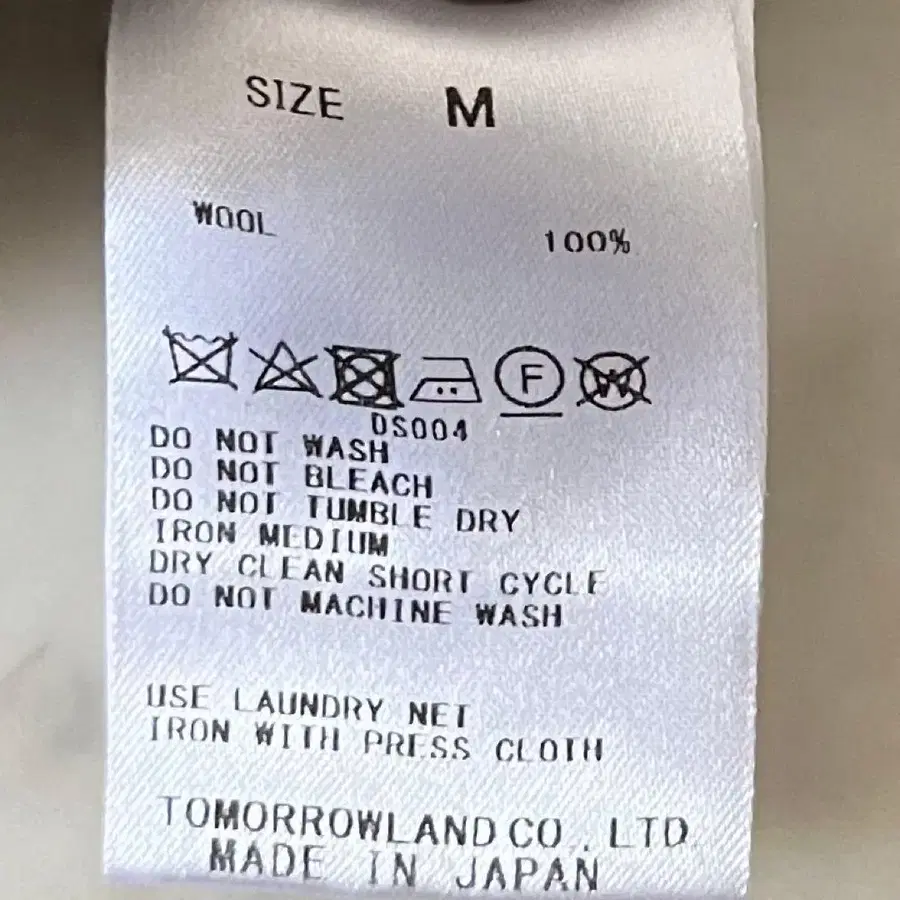 SIZE M
WOOL 100%
F W
DS004
DO NOT WASH
DO NOT BLEACH
DO NOT TUMBLE DRY
IRON MEDIUM
DRY CLEAN SHORT CYCLE
DO NOT MACHINE WASH
USE LAUNDRY NET
IRON WITH PRESS CLOTH
TOMORROWLAND CO., LTD.
MADE IN JAPAN